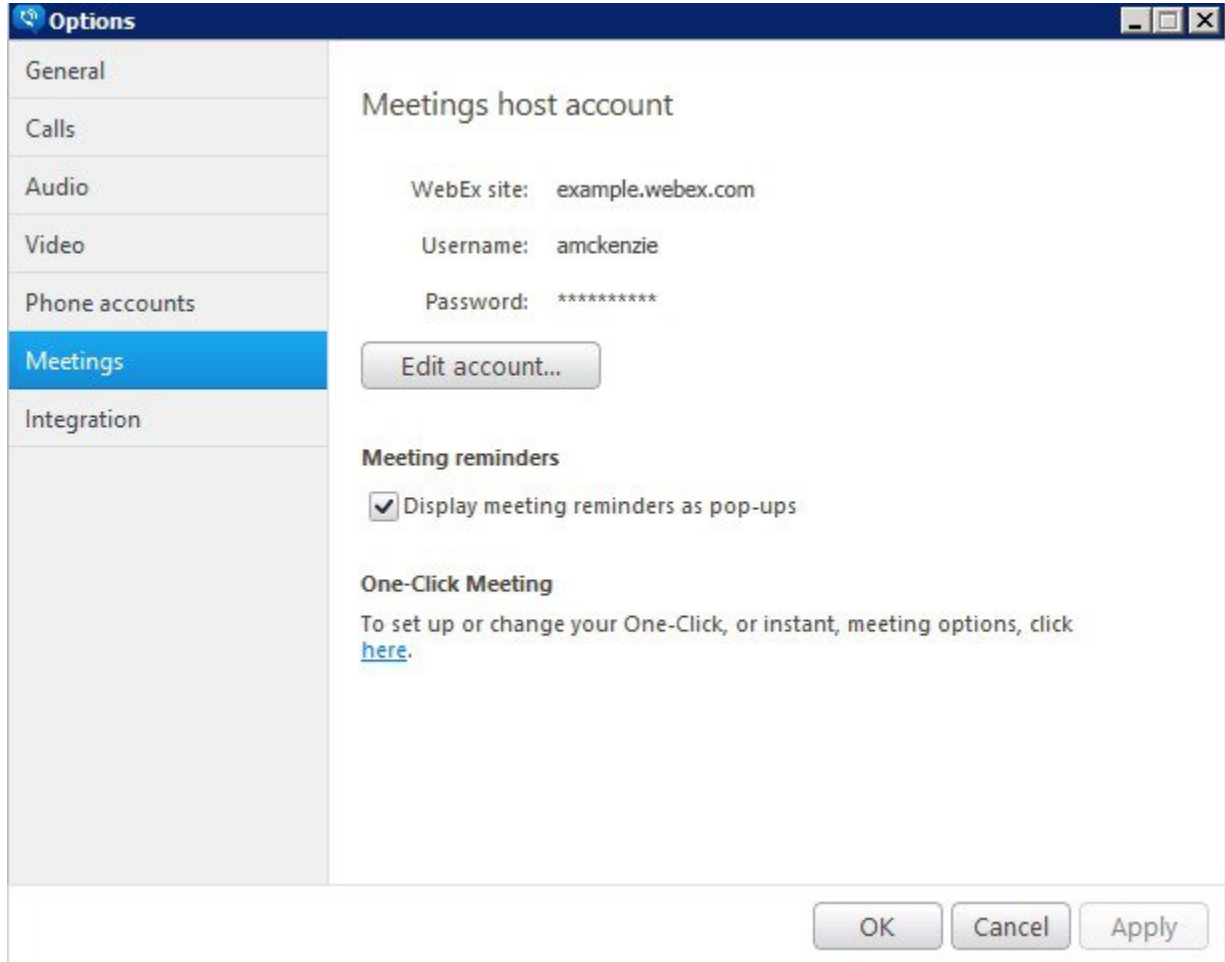 Options
General
Calls
Audio
Video
Phone accounts
Meetings
Integration
Meetings host account
WebEx site: example.webex.com
Username: amckenzie
Password: **********
Edit account...
Meeting reminders
Display meeting reminders as pop-ups
One-Click Meeting
To set up or change your One-Click, or instant, meeting options, click
here.
OK Cancel Apply